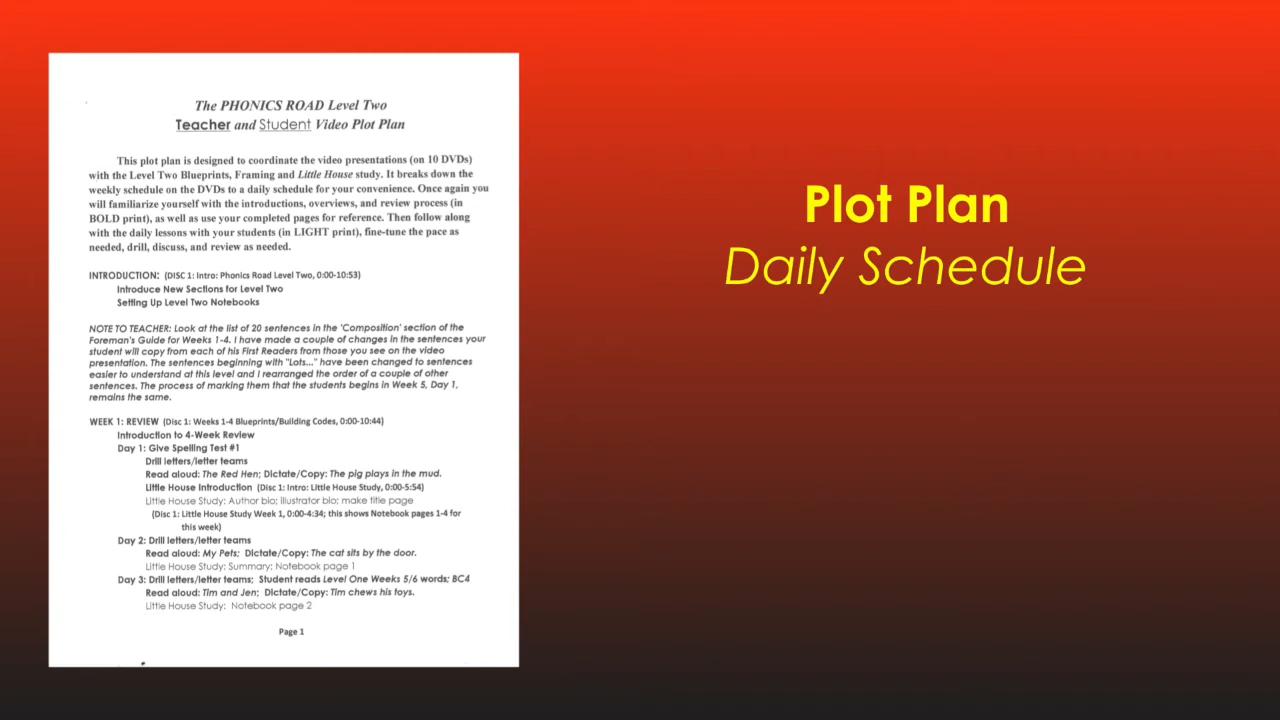 The PHONICS ROAD Level Two
Teacher and Student Video Plot Plan
This plot plan is designed to coordinate the video presentations (on 10 DVDs)
with the Level Two Blueprints, Framing and Little House study. It breaks down the
weekly schedule on the DVDs to a daily schedule for your convenience. Once again you
will familiarize yourself with the introductions, overviews, and review process (in
BOLD print), as well as use your completed pages for reference. Then follow along
with the daily lessons with your students (in LIGHT print), fine-tune the pace as
needed, drill, discuss, and review as needed.
INTRODUCTION: (DISC 1: Intro: Phonics Road Level Two, 0:00-10:53)
Introduce New Sections for Level Two
Setting Up Level Two Notebooks
NOTE TO TEACHER: Look at the list of 20 sentences in the 'Composition' section of the
Foreman's Guide for Weeks 1-4. I have made a couple of changes in the sentences your
student will copy from each of his First Readers from those you see on the video
presentation. The sentences beginning with "Lots..." have been changed to sentences
easier to understand at this level and I rearranged the order of a couple of other
sentences. The process of marking them that the students begins in Week 5, Day 1,
remains the same.
WEEK 1: REVIEW (Disc 1: Weeks 1-4 Blueprints/Building Codes, 0:00-10:44)
Introduction to 4-Week Review
Day 1: Give Spelling Test #1
Drill letters/letter teams
Read aloud: The Red Hen; Dictate/Copy: The pig plays in the mud.
Little House Introduction (Disc 1: Intro: Little House Study, 0:00-5:54)
Little House Study: Author bio; illustrator bio; make title page
(Disc 1: Little House Study Week 1, 0:00-4:34; this shows Notebook pages 1-4 for
this week)
Day 2: Drill letters/letter teams
Read aloud: My Pets; Dictate/Copy: The cat sits by the door.
Little House Study: Summary; Notebook page 1
Day 3: Drill letters/letter teams; Student reads Level One Weeks 5/6 words; BC4
Read aloud: Tim and Jen; Dictate/Copy: Tim chews his toys.
Little House Study: Notebook page 2
Page 1
Plot Plan
Daily Schedule